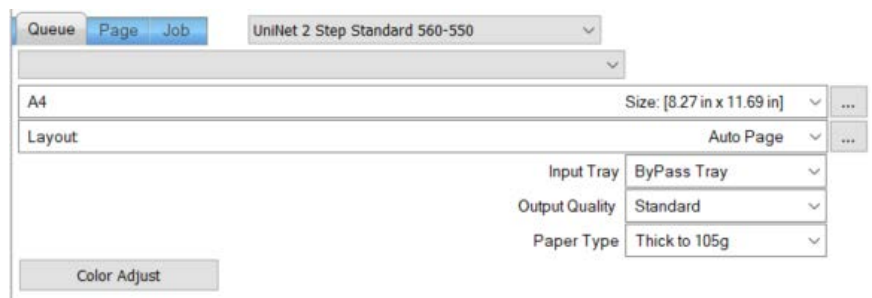 Queue Page Job UniNet 2 Step Standard 560-550
A4 Size: [8.27 in x 11.69 in] ...
Layout Auto Page ...
Input Tray ByPass Tray
Output Quality Standard
Paper Type Thick to 105g
Color Adjust